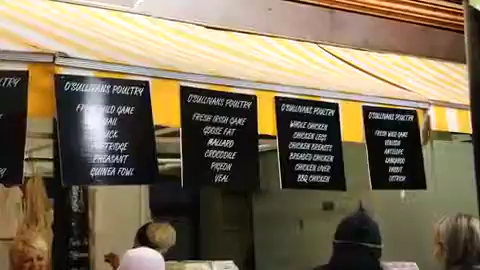 POULTRY
O'SULLIVANS POULTRY
FRESH WILD GAME
QUAIL
DUCK
PARTRIDGE
PHEASANT
GUINEA FOWL
O'SULLIVANS POULTRY
FRESH IRISH GAME
GOOSE FAT
MALLARD
CROCODILE
PIGEON
VEAL
O'SULLIVANS POULTRY
WHOLE CHICKEN
CHICKEN LEGS
CHICKEN BREASTS
BREADED CHICKEN
CHICKEN LIVER
BBQ CHICKEN
O'SULLIVANS POULTRY
FRESH WILD GAME
VENISON
ANTELOPE
KANGAROO
RABBIT
OSTRICH